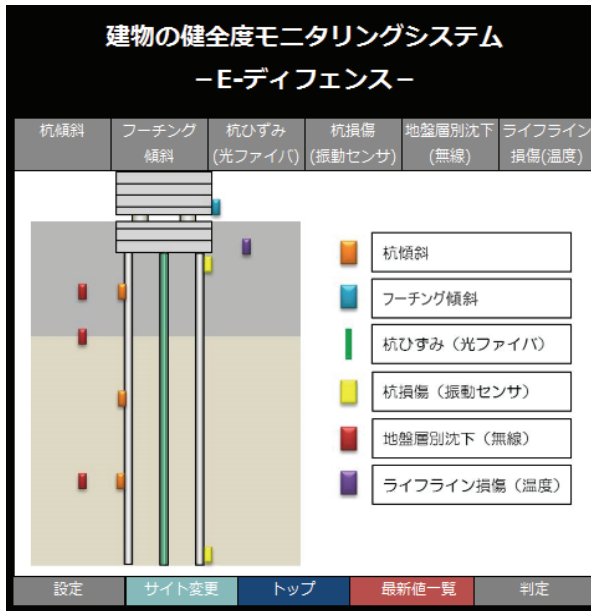 建物の健全度モニタリングシステム
－E-ディフェンス－
杭傾斜
フーチング
傾斜
杭ひずみ
(光ファイバ)
杭損傷
(振動センサ)
地盤層別沈下
(無線)
ライフライン
損傷(温度)
杭傾斜
フーチング傾斜
杭ひずみ（光ファイバ）
杭損傷（振動センサ）
地盤層別沈下（無線）
ライフライン損傷（温度）
設定
サイト変更
トップ
最新値一覧
判定